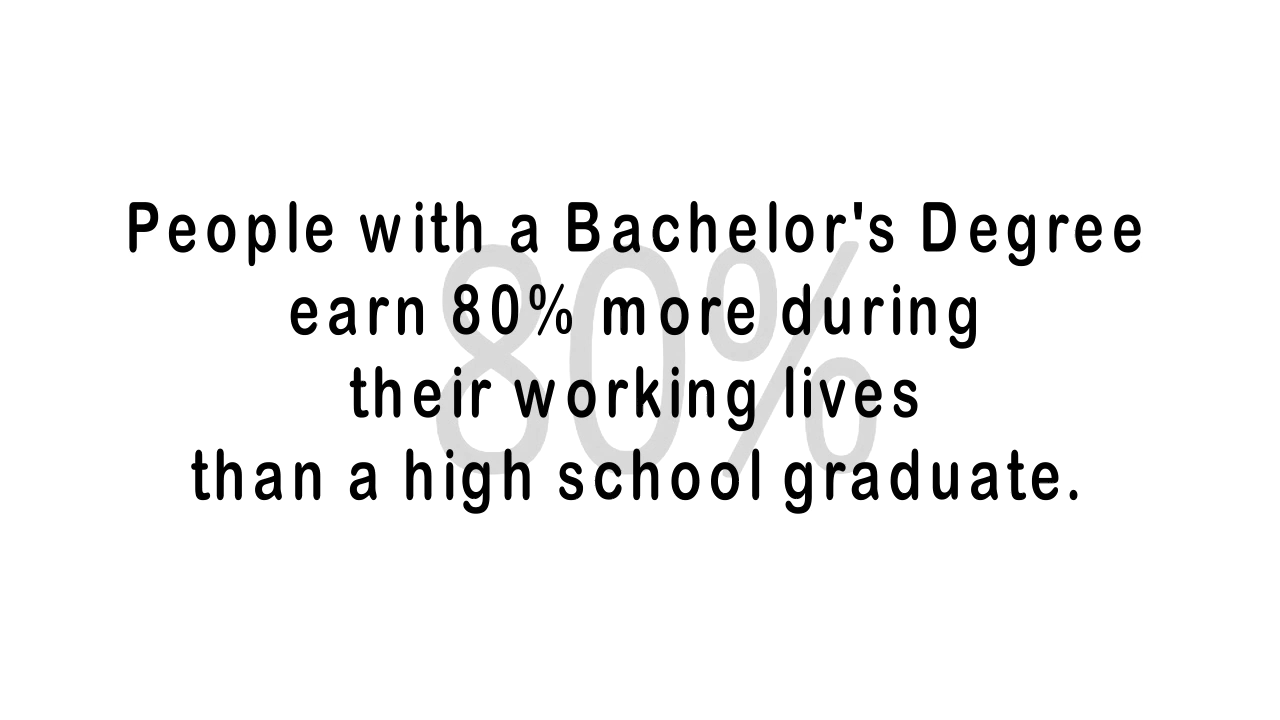 People with a Bachelor's Degree
earn 80% more during
their working lives
than a high school graduate.
80%